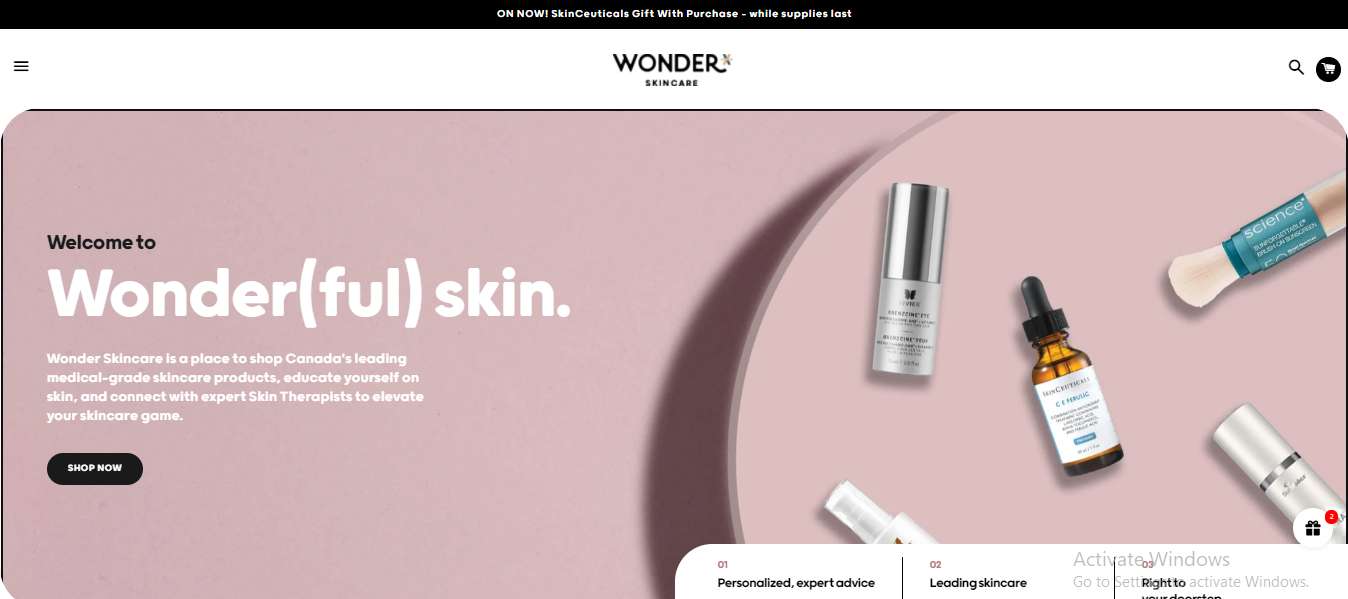 ON NOW! SkinCeuticals Gift With Purchase - while supplies last
WONDER
SKINCARE
Welcome to
Wonder(ful) skin.
Wonder Skincare is a place to shop Canada's leading
medical-grade skincare products, educate yourself on
skin, and connect with expert Skin Therapists to elevate
your skincare game.
SHOP NOW
science
SUNFORGETTABLE
BRUSH ON SUNSCREEN
50
VIVIER
SKINCEUTICALS
C E FERULIC
2
01
Personalized, expert advice
02
Leading skincare
03
Right to
your doorstep
Activate Windows
Go to Settings to activate Windows.